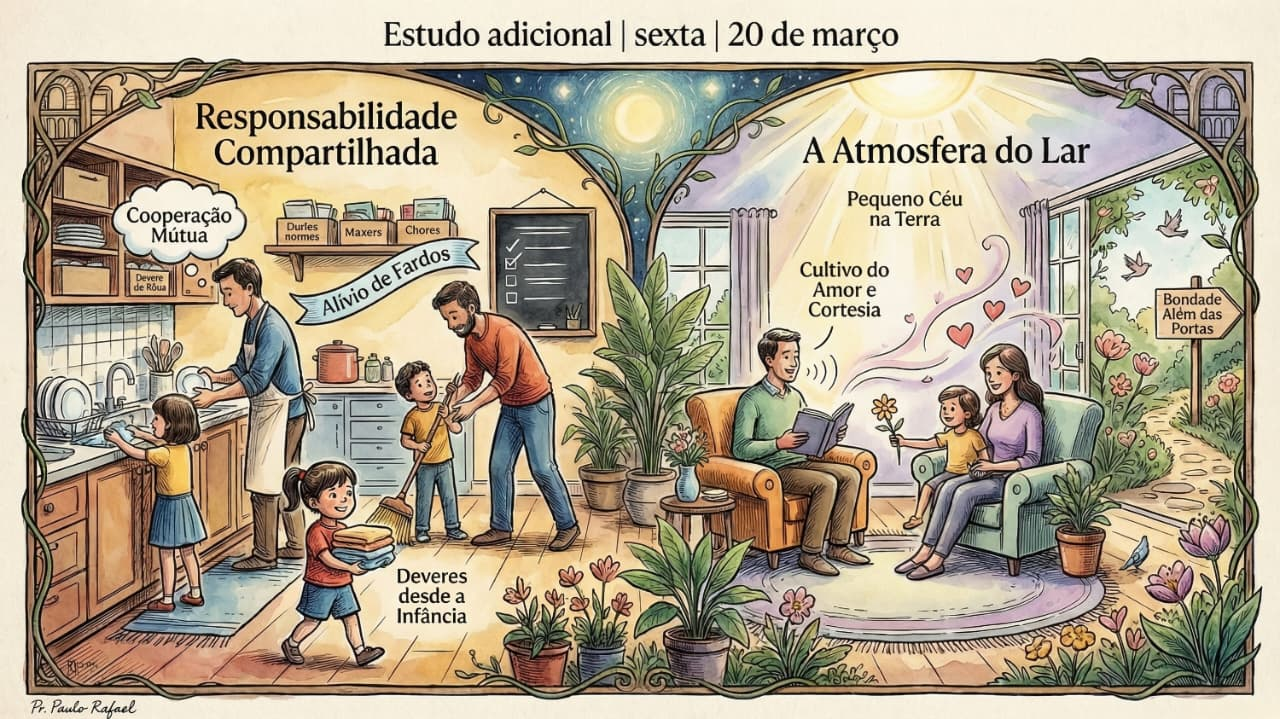 Estudo adicional | sexta | 20 de março
Responsabilidade
Compartilhada
Cooperação
Mútua
Durles
normes
Maxers
Chores
Devere
de Rôua
Alívio de Fardos
Deveres
desde a
Infância
A Atmosfera do Lar
Pequeno Céu
na Terra
Cultivo do
Amor e
Cortesia
Bondade
Além das
Portas
Pr. Paulo Rafael